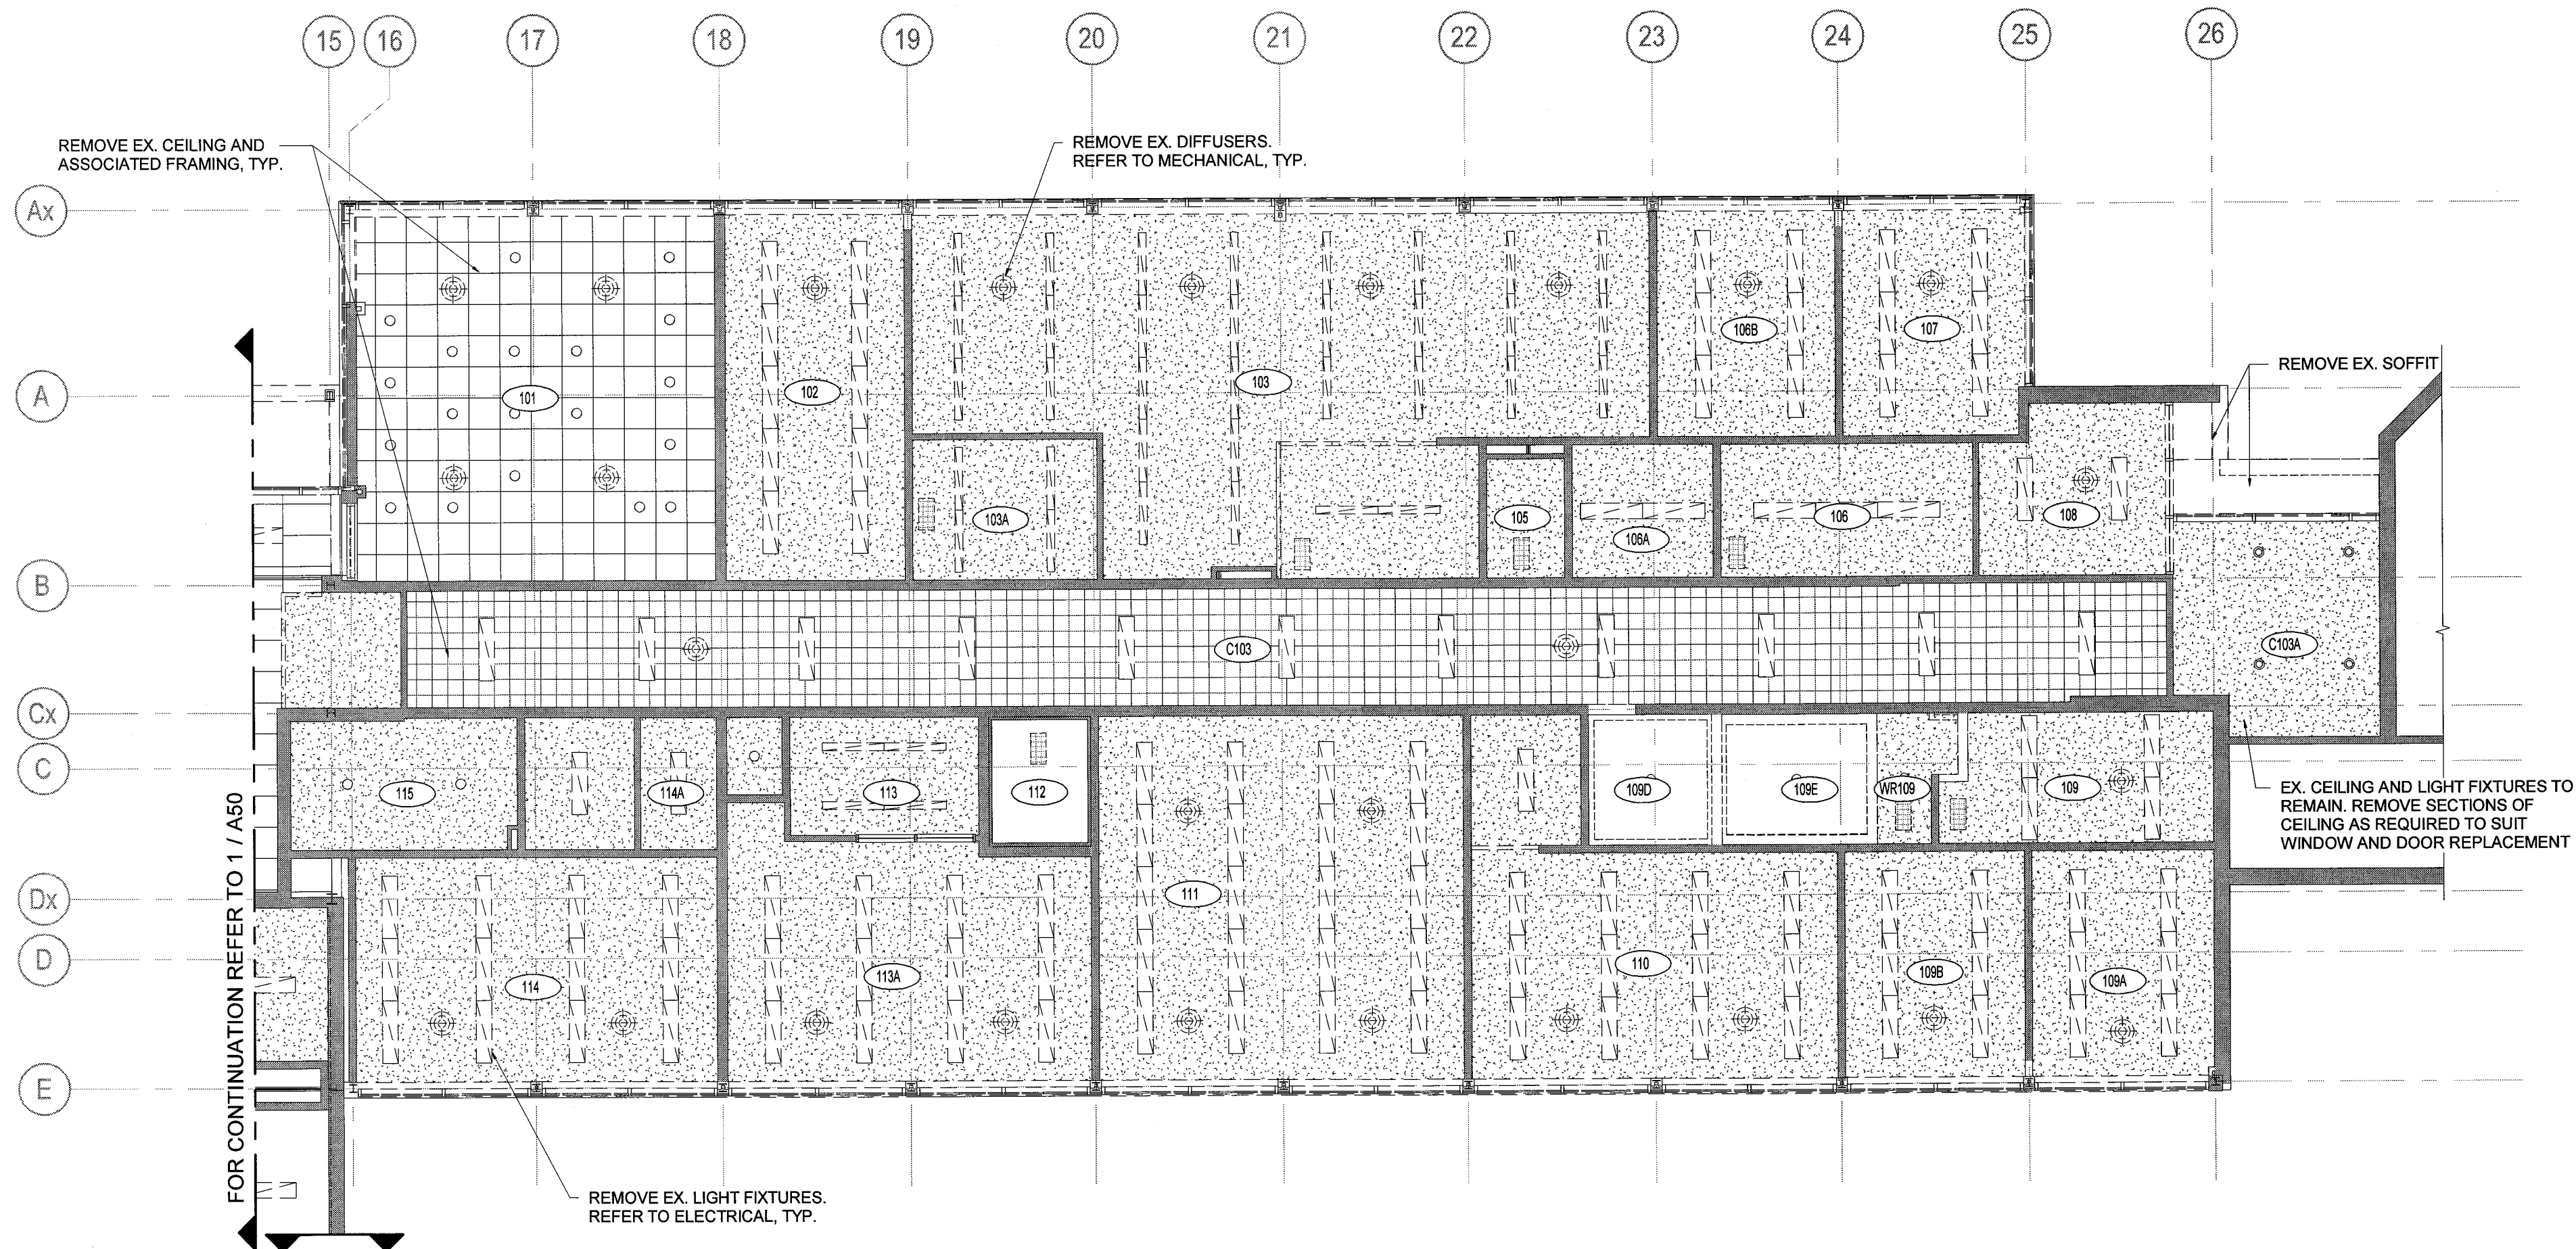 15 16 17 18 19 20 21 22 23 24 25 26
REMOVE EX. CEILING AND
ASSOCIATED FRAMING, TYP.
REMOVE EX. DIFFUSERS.
REFER TO MECHANICAL, TYP.
Ax
106B
107
REMOVE EX. SOFFIT
A
101
102
103
103A
105
106A
106
108
B
C103
C103A
Cx
C
115
114A
113
112
109D
109E
WR109
109
EX. CEILING AND LIGHT FIXTURES TO
REMAIN. REMOVE SECTIONS OF
CEILING AS REQUIRED TO SUIT
WINDOW AND DOOR REPLACEMENT
FOR CONTINUATION REFER TO 1 / A50
Dx
111
D
114
113A
110
109B
109A
E
REMOVE EX. LIGHT FIXTURES.
REFER TO ELECTRICAL, TYP.